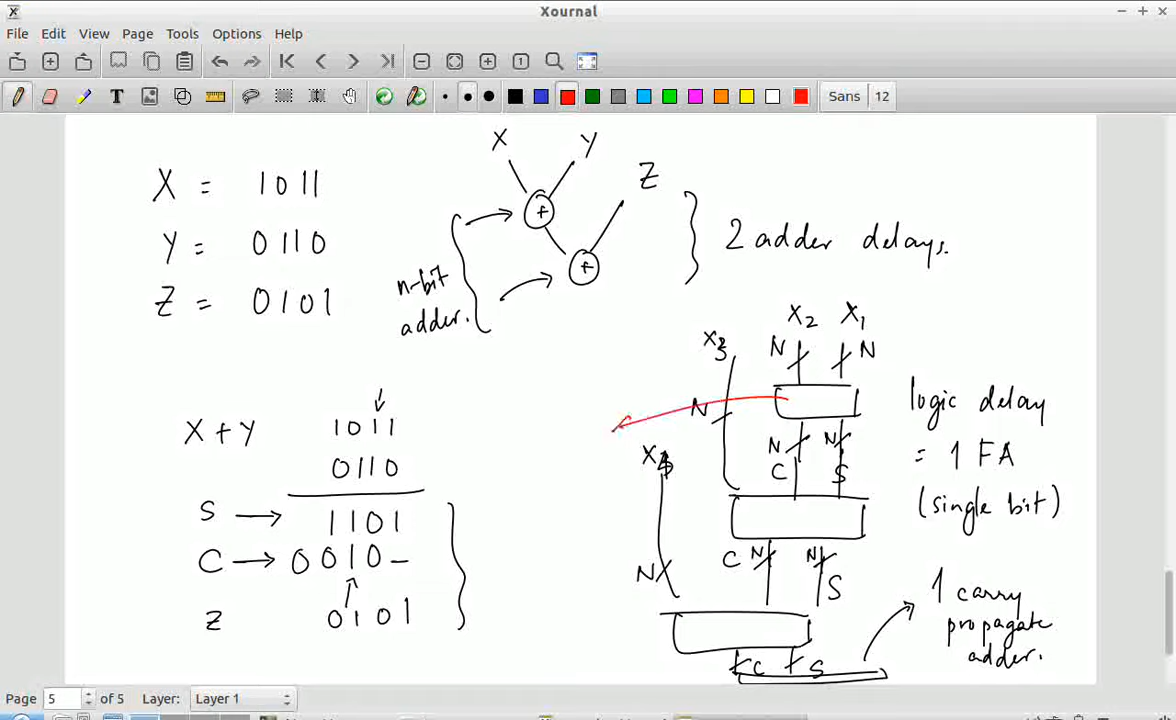 Xournal
File Edit View Page Tools Options Help
Sans 12
X = 1011
Y = 0110
Z = 0101
X Y
Z
+
+
n-bit
adder.
2 adder delays.
X + Y
1011
0110
S → 1101
C → 0010-
Z 0101
X2 X1
N N
X3
N
N N
C S
X4
N
C N N
S
C S
logic delay
= 1 FA
(single bit)
1 carry
propagate
adder.
Page 5 of 5 Layer: Layer 1